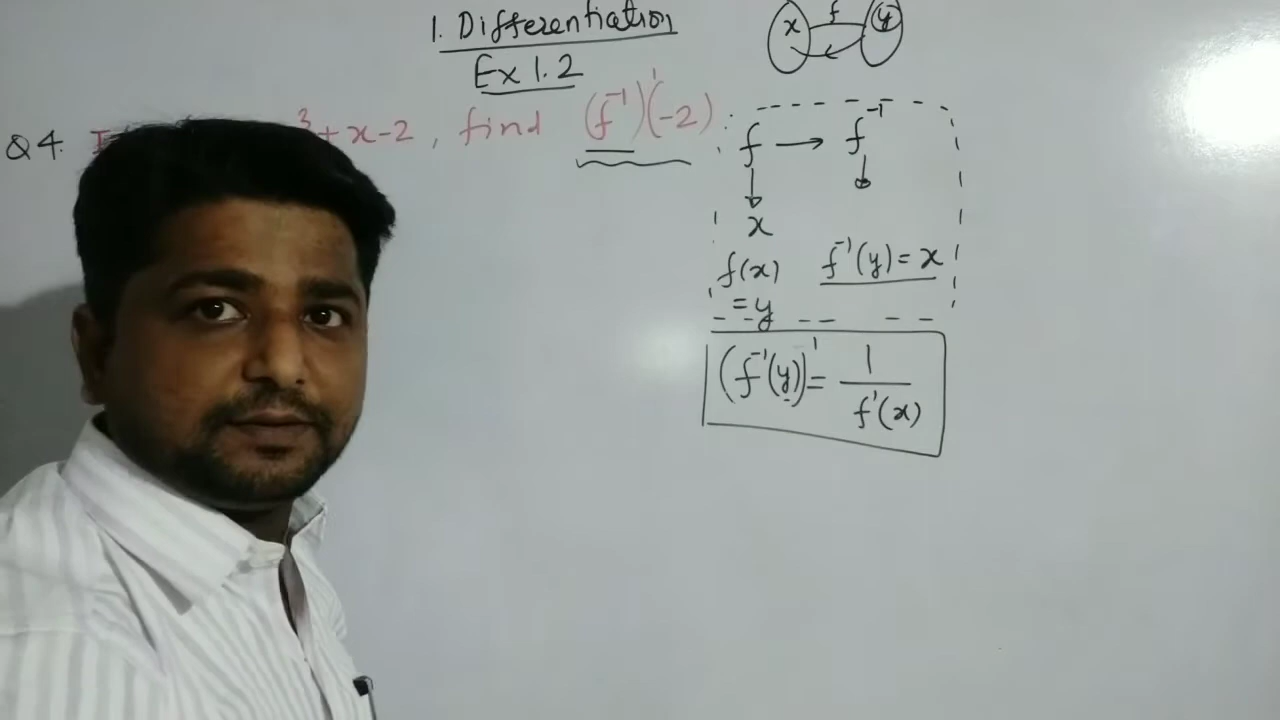 1. Differentiation
Ex 1.2
x f y
Q4. ³+x-2, find (f⁻¹)'(-2)
f → f⁻¹
x
f(x) f⁻¹(y)=x
=y
(f⁻¹(y))' = 1/f'(x)